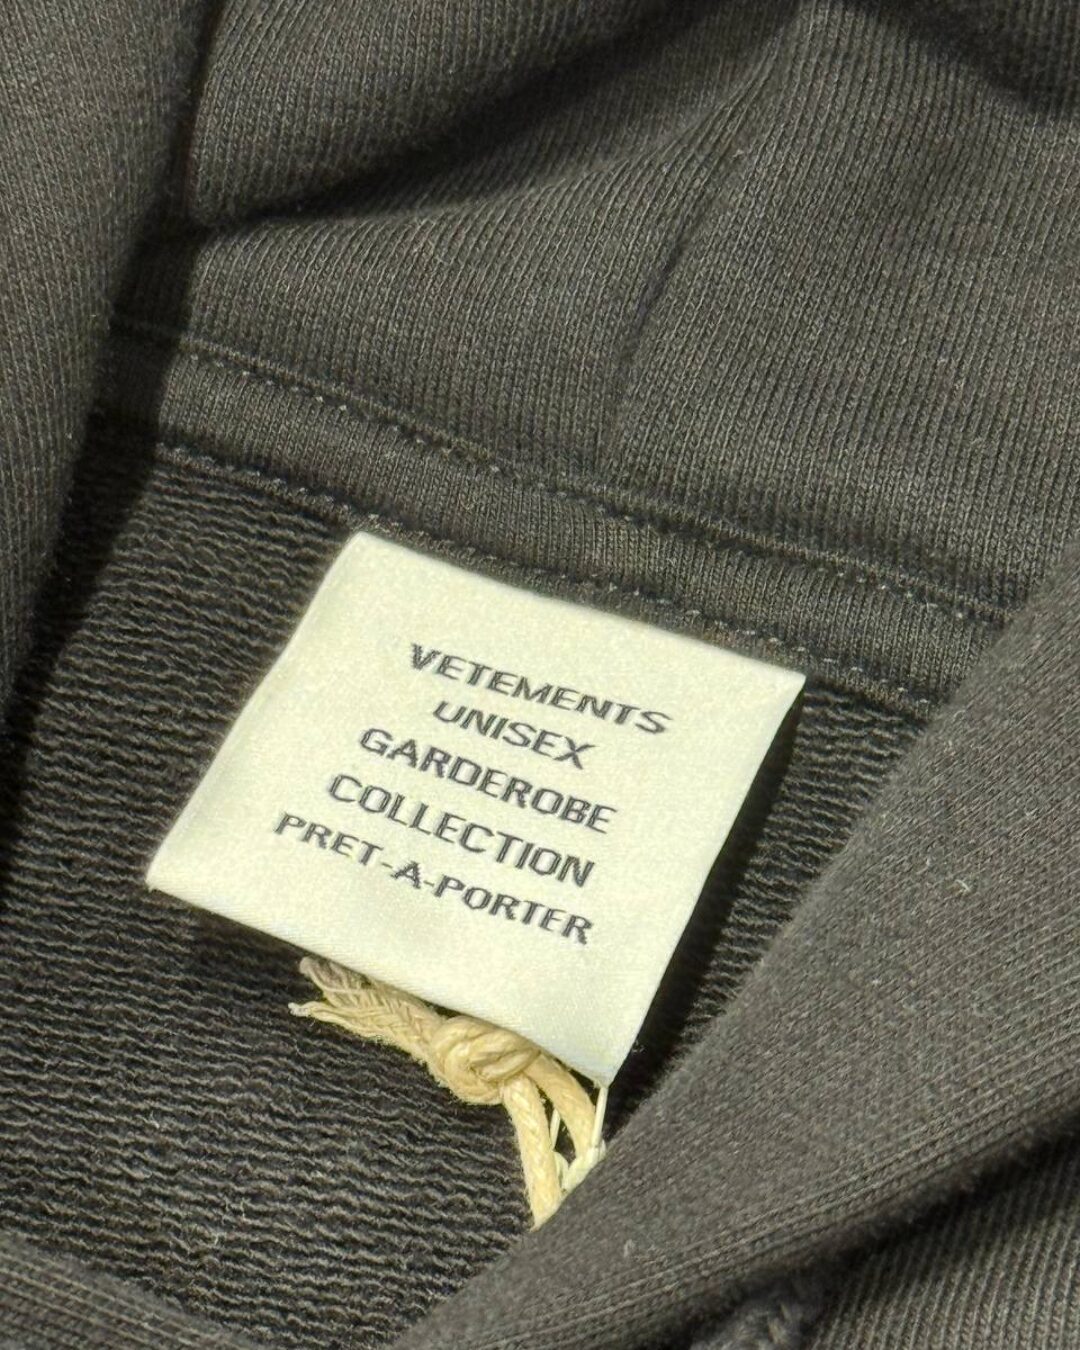 VETEMENTS
UNISEX
GARDEROBE
COLLECTION
PRET-A-PORTER